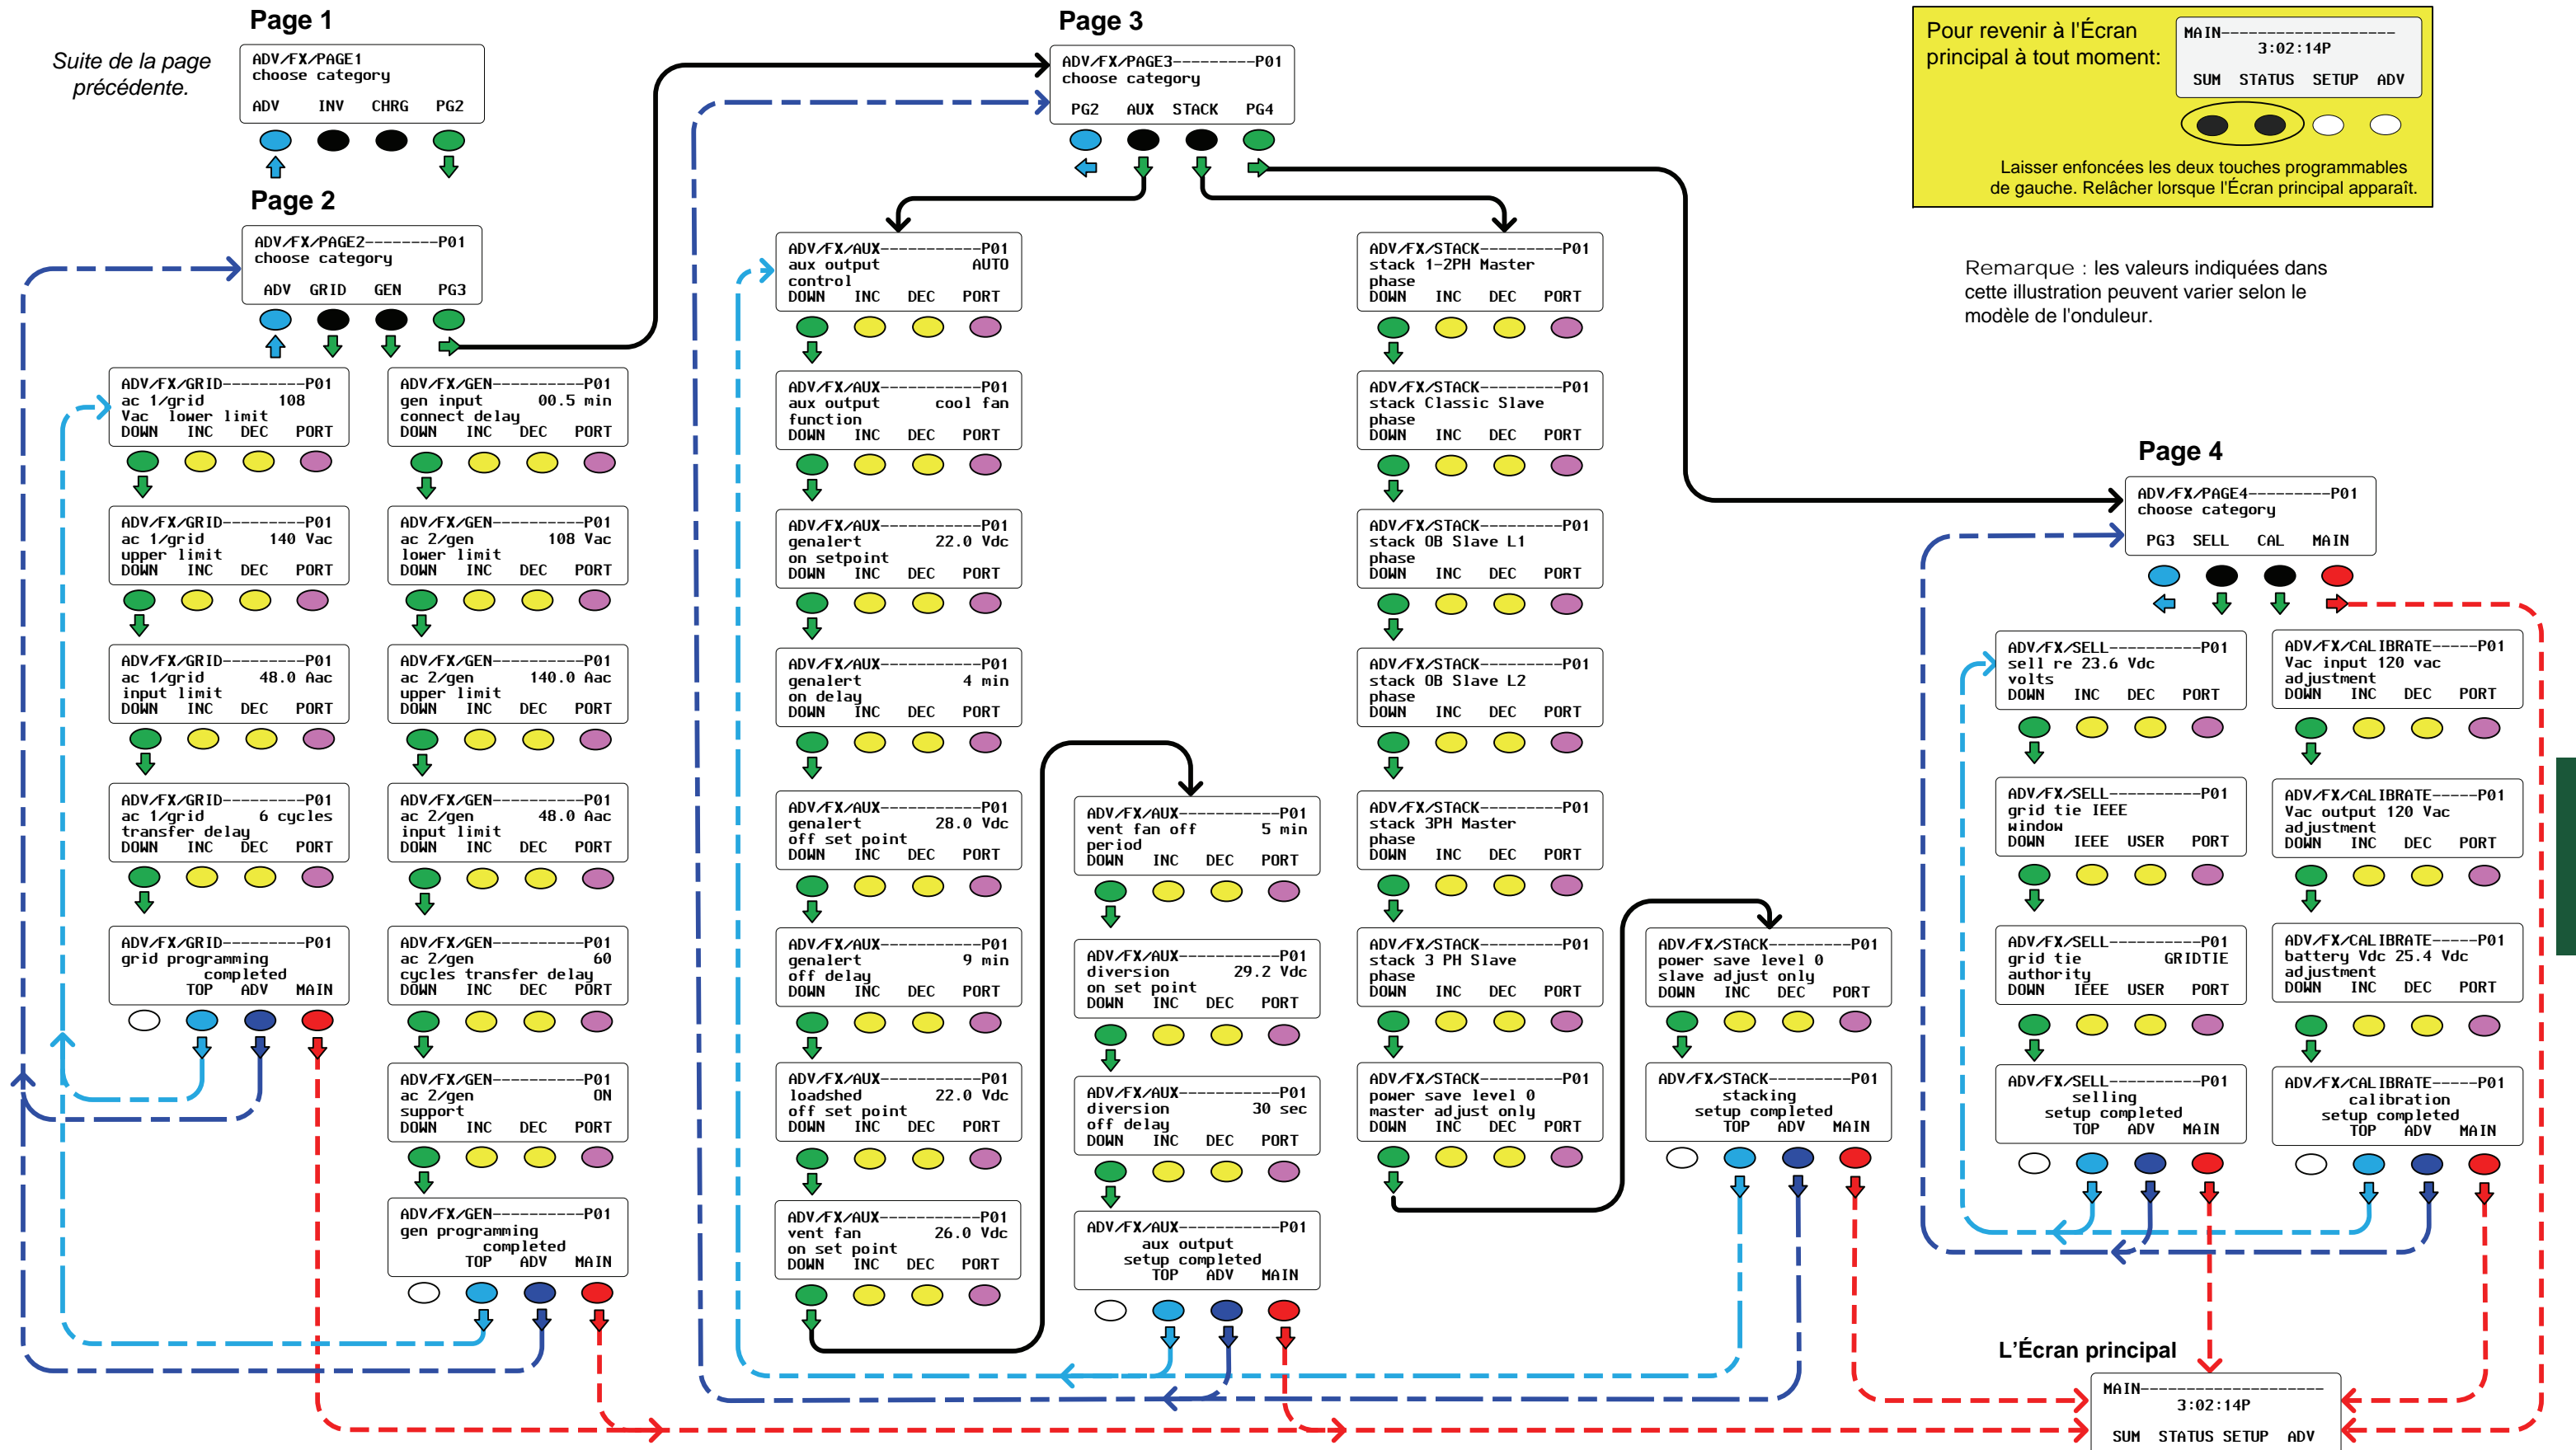 Page 1
Suite de la page
précédente.
ADV/FX/PAGE1
choose category
ADV INV CHRG PG2
Page 2
ADV/FX/PAGE2--------P01
choose category
ADV GRID GEN PG3
ADV/FX/GRID---------P01
ac 1/grid 108
Vac lower limit
DOWN INC DEC PORT
ADV/FX/GRID---------P01
ac 1/grid 140 Vac
upper limit
DOWN INC DEC PORT
ADV/FX/GRID---------P01
ac 1/grid 48.0 Aac
input limit
DOWN INC DEC PORT
ADV/FX/GRID---------P01
ac 1/grid 6 cycles
transfer delay
DOWN INC DEC PORT
ADV/FX/GRID---------P01
grid programming
completed
TOP ADV MAIN
ADV/FX/GEN----------P01
gen input 00.5 min
connect delay
DOWN INC DEC PORT
ADV/FX/GEN----------P01
ac 2/gen 108 Vac
lower limit
DOWN INC DEC PORT
ADV/FX/GEN----------P01
ac 2/gen 140.0 Aac
upper limit
DOWN INC DEC PORT
ADV/FX/GEN----------P01
ac 2/gen 48.0 Aac
input limit
DOWN INC DEC PORT
ADV/FX/GEN----------P01
ac 2/gen 60
cycles transfer delay
DOWN INC DEC PORT
ADV/FX/GEN----------P01
ac 2/gen ON
support
DOWN INC DEC PORT
ADV/FX/GEN----------P01
gen programming
completed
TOP ADV MAIN
Page 3
ADV/FX/PAGE3---------P01
choose category
PG2 AUX STACK PG4
ADV/FX/AUX-----------P01
aux output AUTO
control
DOWN INC DEC PORT
ADV/FX/AUX-----------P01
aux output cool fan
function
DOWN INC DEC PORT
ADV/FX/AUX-----------P01
genalert 22.0 Vdc
on setpoint
DOWN INC DEC PORT
ADV/FX/AUX-----------P01
genalert 4 min
on delay
DOWN INC DEC PORT
ADV/FX/AUX-----------P01
genalert 28.0 Vdc
off set point
DOWN INC DEC PORT
ADV/FX/AUX-----------P01
genalert 9 min
off delay
DOWN INC DEC PORT
ADV/FX/AUX-----------P01
loadshed 22.0 Vdc
off set point
DOWN INC DEC PORT
ADV/FX/AUX-----------P01
vent fan 26.0 Vdc
on set point
DOWN INC DEC PORT
ADV/FX/AUX-----------P01
vent fan off 5 min
period
DOWN INC DEC PORT
ADV/FX/AUX-----------P01
diversion 29.2 Vdc
on set point
DOWN INC DEC PORT
ADV/FX/AUX-----------P01
diversion 30 sec
off delay
DOWN INC DEC PORT
ADV/FX/AUX-----------P01
aux output
setup completed
TOP ADV MAIN
ADV/FX/STACK---------P01
stack 1-2PH Master
phase
DOWN INC DEC PORT
ADV/FX/STACK---------P01
stack Classic Slave
phase
DOWN INC DEC PORT
ADV/FX/STACK---------P01
stack OB Slave L1
phase
DOWN INC DEC PORT
ADV/FX/STACK---------P01
stack OB Slave L2
phase
DOWN INC DEC PORT
ADV/FX/STACK---------P01
stack 3PH Master
phase
DOWN INC DEC PORT
ADV/FX/STACK---------P01
stack 3 PH Slave
phase
DOWN INC DEC PORT
ADV/FX/STACK---------P01
power save level 0
master adjust only
DOWN INC DEC PORT
ADV/FX/STACK---------P01
power save level 0
slave adjust only
DOWN INC DEC PORT
ADV/FX/STACK---------P01
stacking
setup completed
TOP ADV MAIN
Pour revenir à l'Écran
principal à tout moment:
MAIN-------------------
3:02:14P
SUM STATUS SETUP ADV
Laisser enfoncées les deux touches programmables
de gauche. Relâcher lorsque l'Écran principal apparaît.
Remarque : les valeurs indiquées dans
cette illustration peuvent varier selon le
modèle de l'onduleur.
Page 4
ADV/FX/PAGE4---------P01
choose category
PG3 SELL CAL MAIN
ADV/FX/SELL----------P01
sell re 23.6 Vdc
volts
DOWN INC DEC PORT
ADV/FX/SELL----------P01
grid tie IEEE
window
DOWN IEEE USER PORT
ADV/FX/SELL----------P01
grid tie GRIDTIE
authority
DOWN IEEE USER PORT
ADV/FX/SELL----------P01
selling
setup completed
TOP ADV MAIN
ADV/FX/CALIBRATE-----P01
Vac input 120 vac
adjustment
DOWN INC DEC PORT
ADV/FX/CALIBRATE-----P01
Vac output 120 Vac
adjustment
DOWN INC DEC PORT
ADV/FX/CALIBRATE-----P01
battery Vdc 25.4 Vdc
adjustment
DOWN INC DEC PORT
ADV/FX/CALIBRATE-----P01
calibration
setup completed
TOP ADV MAIN
L'Écran principal
MAIN--------------------
3:02:14P
SUM STATUS SETUP ADV